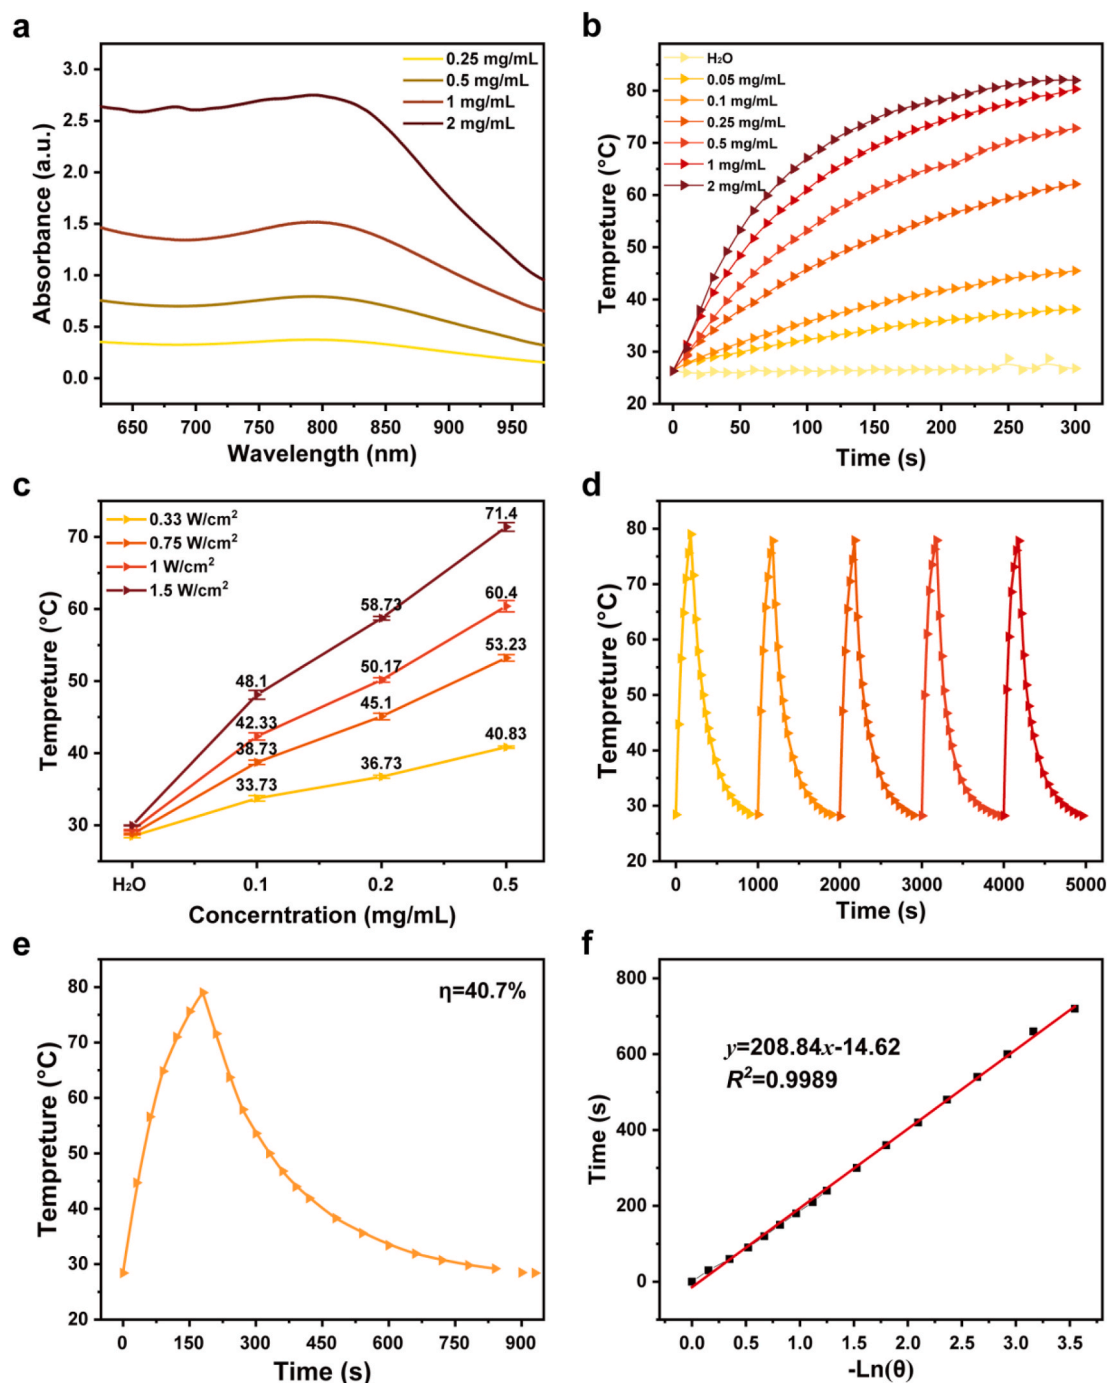 a
3.0
2.5
2.0
1.5
1.0
0.5
0.0
Absorbance (a.u.)
0.25 mg/mL
0.5 mg/mL
1 mg/mL
2 mg/mL
650 700 750 800 850 900 950
Wavelength (nm)
b
80
70
60
50
40
30
20
Tempreture (°C)
H₂O
0.05 mg/mL
0.1 mg/mL
0.25 mg/mL
0.5 mg/mL
1 mg/mL
2 mg/mL
0 50 100 150 200 250 300
Time (s)
c
70
60
50
40
30
Tempreture (°C)
0.33 W/cm²
0.75 W/cm²
1 W/cm²
1.5 W/cm²
71.4
58.73
60.4
53.23
48.1
50.17
42.33
45.1
38.73
40.83
33.73
36.73
H₂O 0.1 0.2 0.5
Concerntration (mg/mL)
d
80
70
60
50
40
30
20
Tempreture (°C)
0 1000 2000 3000 4000 5000
Time (s)
e
80
70
60
50
40
30
20
Tempreture (°C)
η=40.7%
0 150 300 450 600 750 900
Time (s)
f
800
600
400
200
0
Time (s)
y=208.84x-14.62
R²=0.9989
0.0 0.5 1.0 1.5 2.0 2.5 3.0 3.5
-Ln(θ)